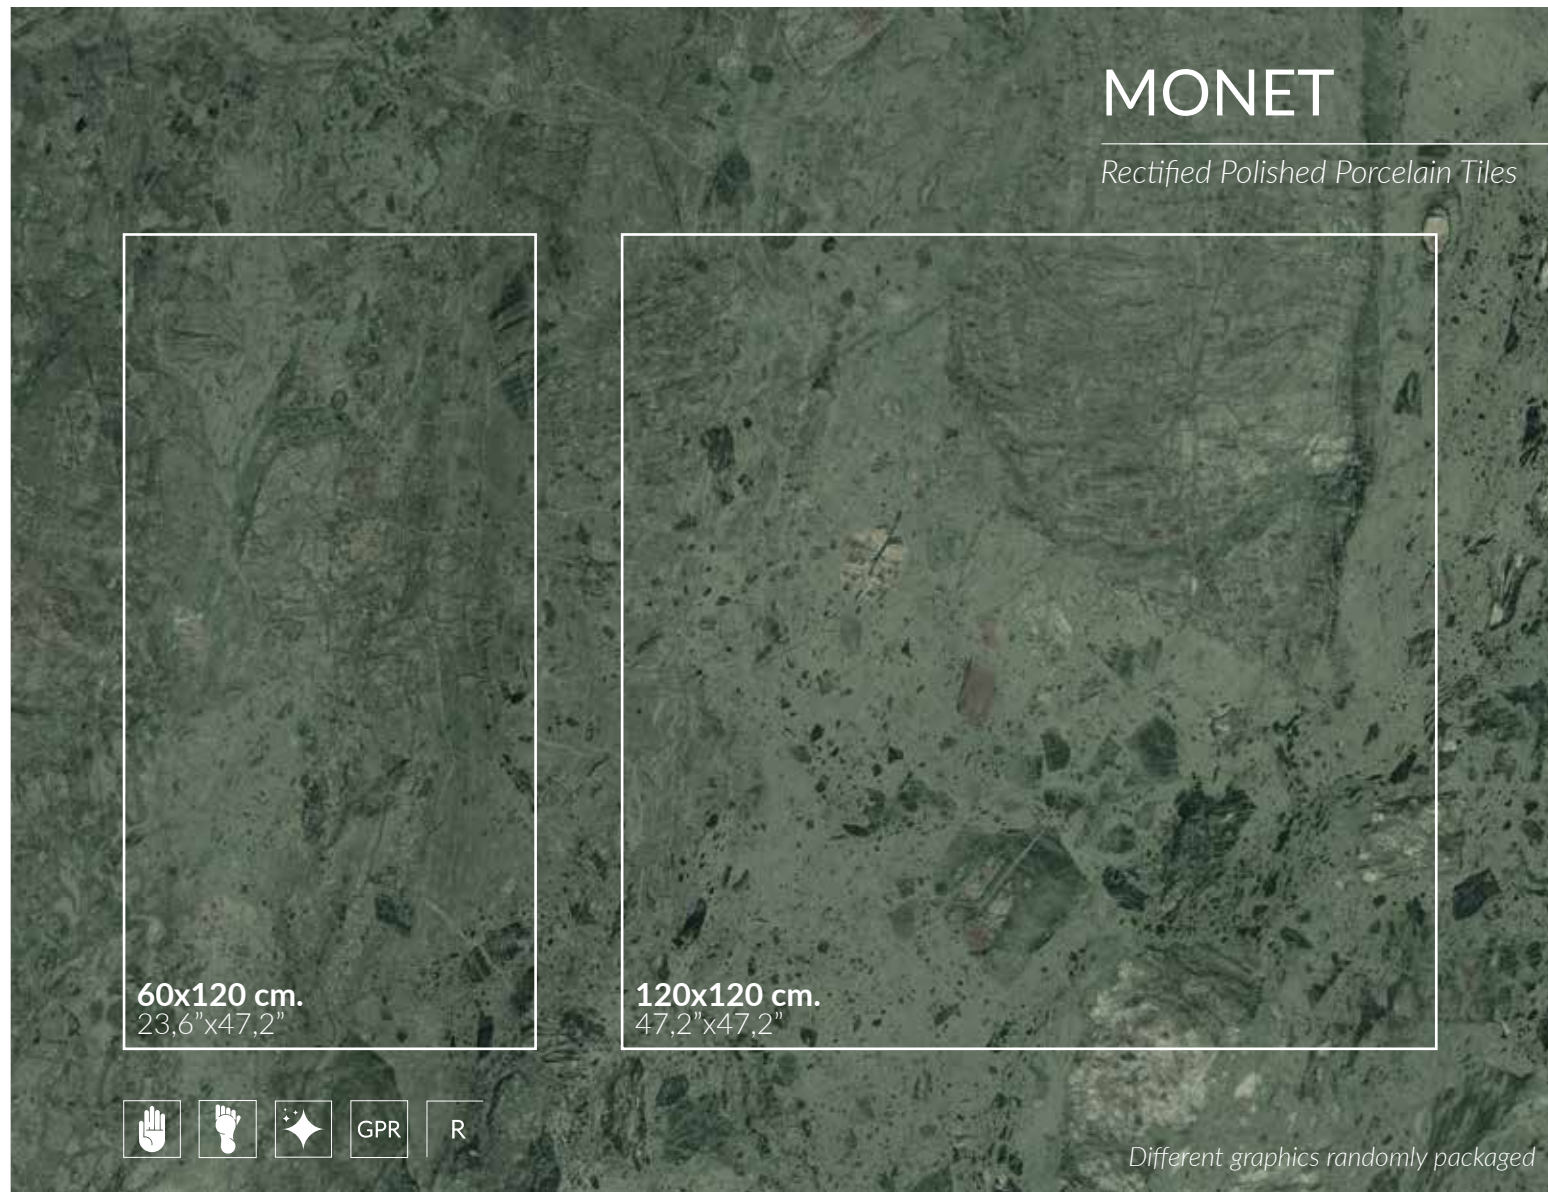 MONET
Rectified Polished Porcelain Tiles
60x120 cm.
23,6”x47,2”
120x120 cm.
47,2”x47,2”
GPR
R
Different graphics randomly packaged